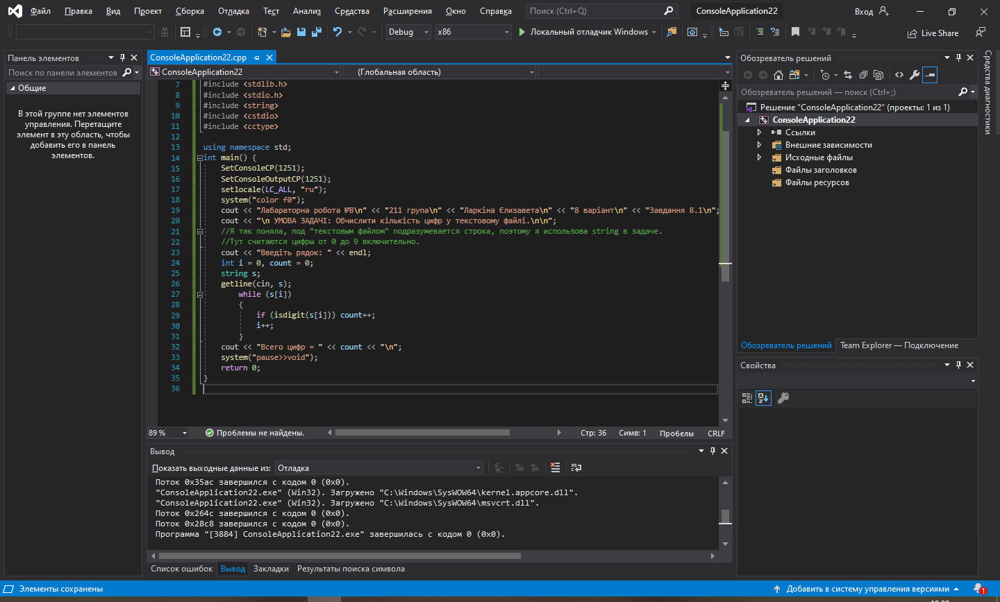 Файл Правка Вид Проект Сборка Отладка Тест Анализ Средства Расширения Окно Справка Поиск (Ctrl+Q) ConsoleApplication22 Вход
Debug x86 Локальный отладчик Windows Live Share
Панель элементов
Поиск по панели элементов
Общие
В этой группе нет элементов
управления. Перетащите
элемент в эту область, чтобы
добавить его в панель
элементов.
ConsoleApplication22.cpp
ConsoleApplication22 (Глобальная область)
7 #include <stdlib.h>
8 #include <stdio.h>
9 #include <string>
10 #include <cstdio>
11 #include <cctype>
12
13 using namespace std;
14 int main() {
15 SetConsoleCP(1251);
16 SetConsoleOutputCP(1251);
17 setlocale(LC_ALL, "ru");
18 system("color f0");
19 cout << "Лабараторна робота №8\n" << "211 група\n" << "Ларкіна Єлизавета\n" << "8 варіант\n" << "Завдання 8.1\n";
20 cout << "\n УМОВА ЗАДАЧІ: Обчислити кількість цифр у текстовому файлі.\n\n";
21 //Я так поняла, под "текстовым файлом" подразумевается строка, поэтому я использова string в задаче.
22 //Тут считаются цифры от 0 до 9 включительно.
23 cout << "Введіть рядок: " << endl;
24 int i = 0, count = 0;
25 string s;
26 getline(cin, s);
27 while (s[i])
28 {
29 if (isdigit(s[i])) count++;
30 i++;
31 }
32 cout << "Всего цифр = " << count << "\n";
33 system("pause>>void");
34 return 0;
35 }
36
89 % Проблемы не найдены. Стр: 36 Симв: 1 Пробелы CRLF
Вывод
Показать выходные данные из: Отладка
Поток 0x35ac завершился с кодом 0 (0x0).
"ConsoleApplication22.exe" (Win32). Загружено "C:\Windows\SysWOW64\kernel.appcore.dll".
"ConsoleApplication22.exe" (Win32). Загружено "C:\Windows\SysWOW64\msvcrt.dll".
Поток 0x264c завершился с кодом 0 (0x0).
Поток 0x28c8 завершился с кодом 0 (0x0).
Программа "[3884] ConsoleApplication22.exe" завершилась с кодом 0 (0x0).
Список ошибок Вывод Закладки Результаты поиска символа
Обозреватель решений
Обозреватель решений — поиск (Ctrl+;)
Решение "ConsoleApplication22" (проекты: 1 из 1)
ConsoleApplication22
Ссылки
Внешние зависимости
Исходные файлы
Файлы заголовков
Файлы ресурсов
Обозреватель решений Team Explorer — Подключение
Свойства
Средства диагностики
Элементы сохранены Добавить в систему управления версиями 1